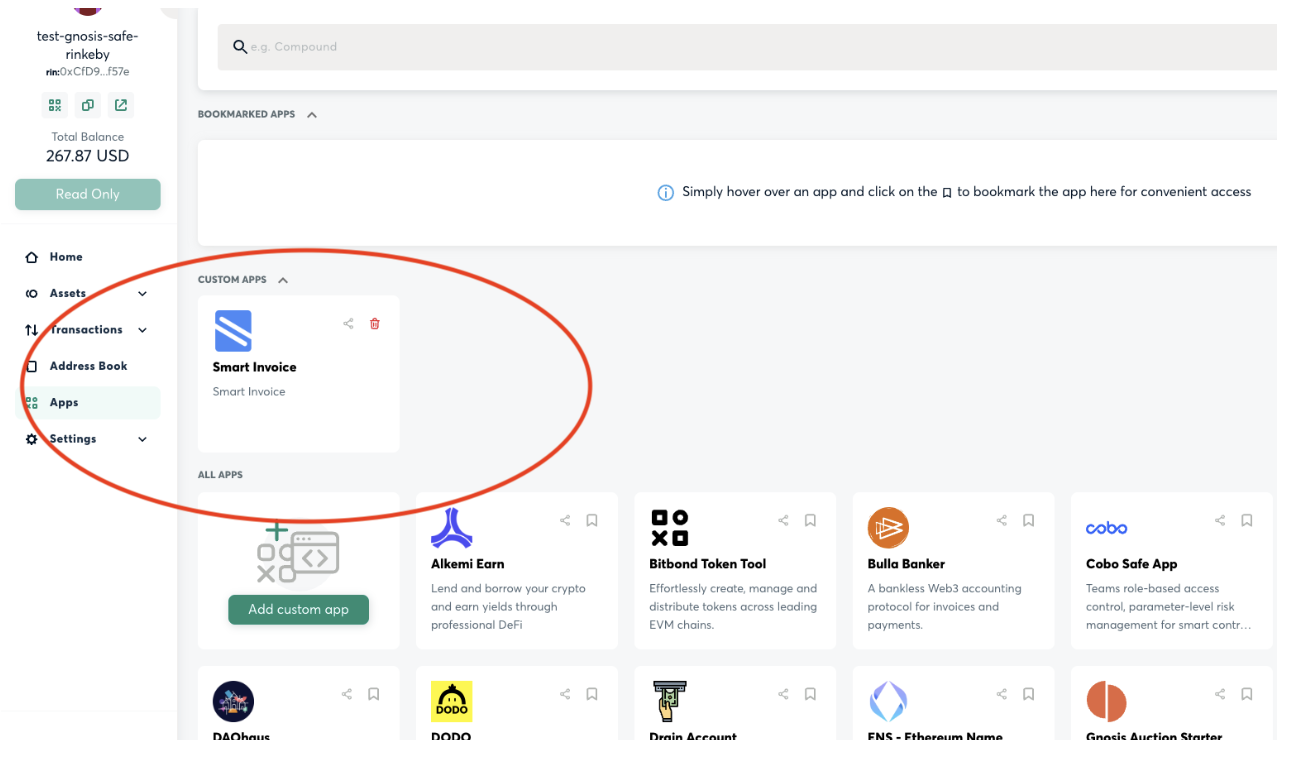 test-gnosis-safe-
rinkeby
rin:0xCfD9...f57e
Total Balance
267.87 USD
Read Only
Home
Assets
Transactions
Address Book
Apps
Settings
e.g. Compound
BOOKMARKED APPS
Simply hover over an app and click on the to bookmark the app here for convenient access
CUSTOM APPS
Smart Invoice
Smart Invoice
ALL APPS
Add custom app
Alkemi Earn
Lend and borrow your crypto
and earn yields through
professional DeFi
Bitbond Token Tool
Effortlessly create, manage and
distribute tokens across leading
EVM chains.
Bulla Banker
A bankless Web3 accounting
protocol for invoices and
payments.
cobo
Cobo Safe App
Teams role-based access
control, parameter-level risk
management for smart contr...
DAOhaus
DODO
DODO
Drain Account
ENS - Ethereum Name
Gnosis Auction Starter